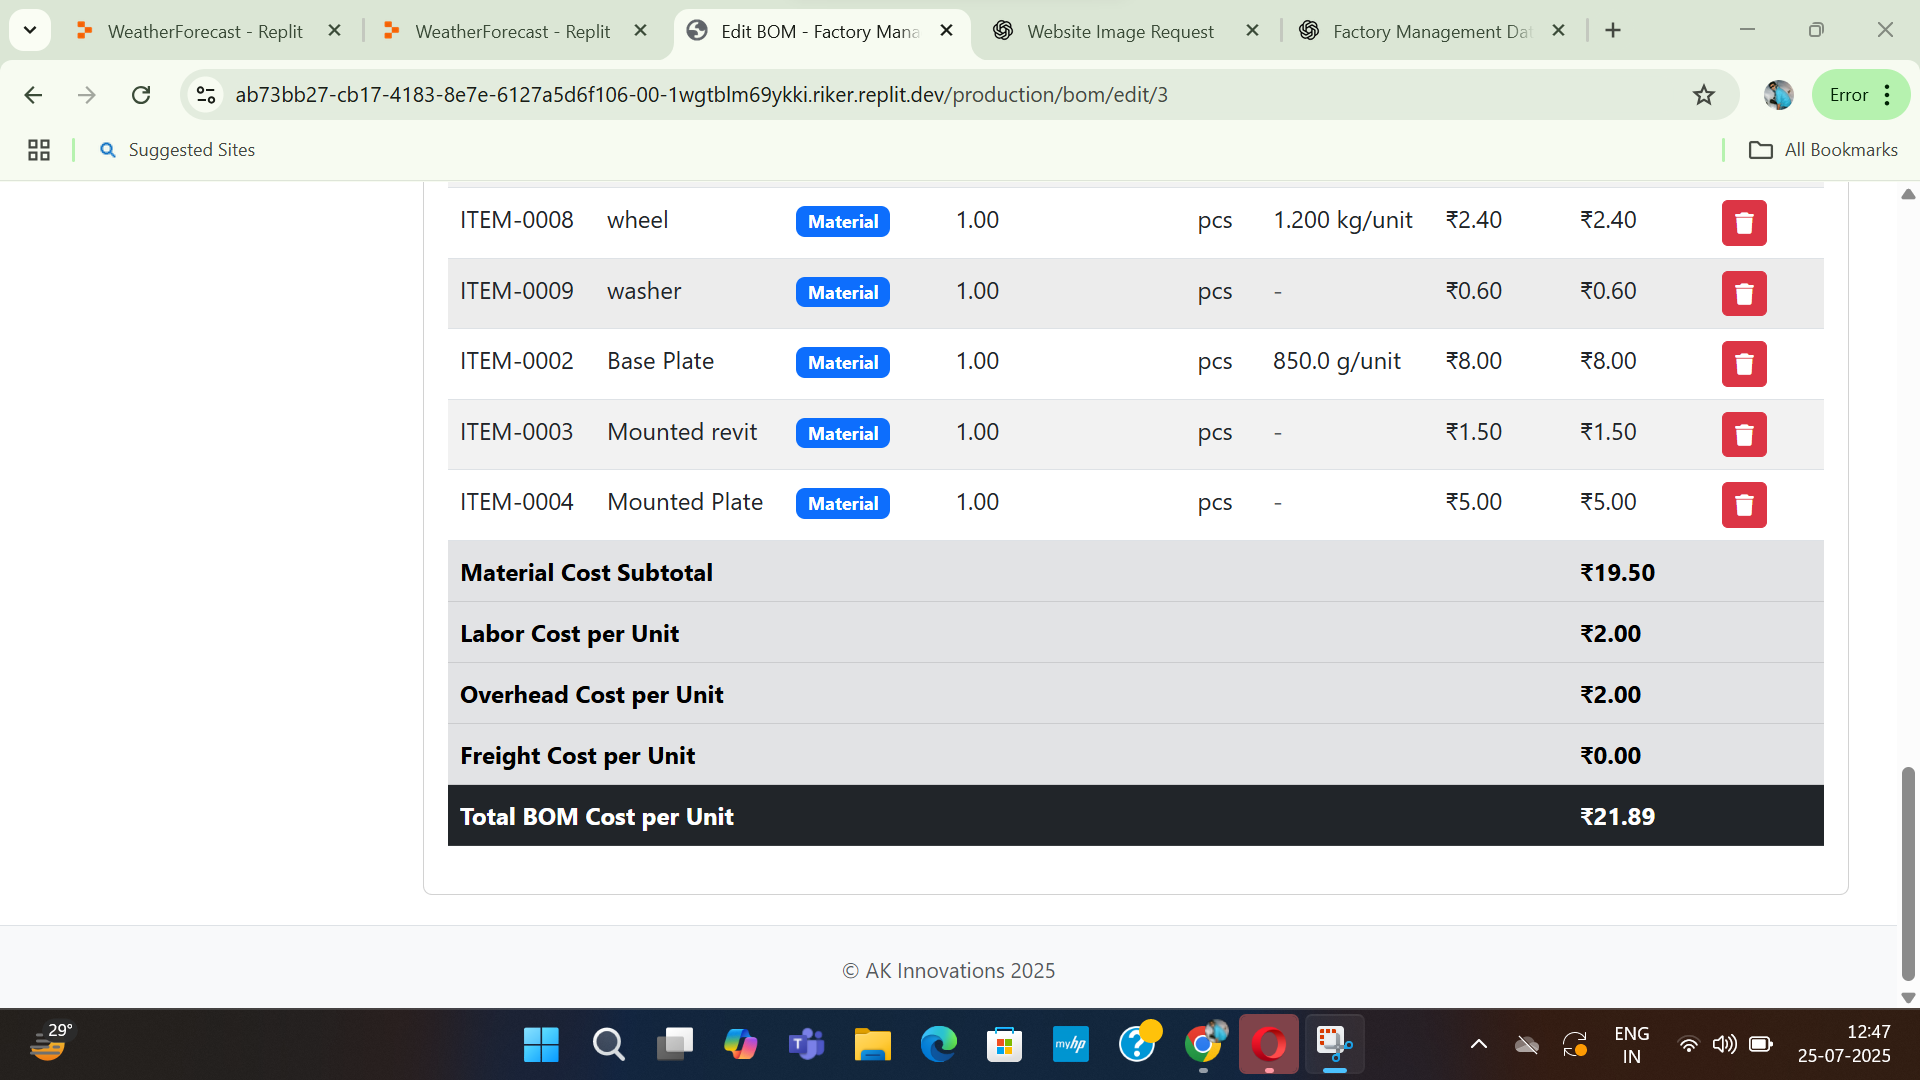 WeatherForecast - Replit
WeatherForecast - Replit
Edit BOM - Factory Mana
Website Image Request
Factory Management Dat
ab73bb27-cb17-4183-8e7e-6127a5d6f106-00-1wgtblm69ykki.riker.replit.dev/production/bom/edit/3
Error
Suggested Sites
All Bookmarks
ITEM-0008 wheel Material 1.00 pcs 1.200 kg/unit ₹2.40 ₹2.40
ITEM-0009 washer Material 1.00 pcs - ₹0.60 ₹0.60
ITEM-0002 Base Plate Material 1.00 pcs 850.0 g/unit ₹8.00 ₹8.00
ITEM-0003 Mounted revit Material 1.00 pcs - ₹1.50 ₹1.50
ITEM-0004 Mounted Plate Material 1.00 pcs - ₹5.00 ₹5.00
Material Cost Subtotal ₹19.50
Labor Cost per Unit ₹2.00
Overhead Cost per Unit ₹2.00
Freight Cost per Unit ₹0.00
Total BOM Cost per Unit ₹21.89
© AK Innovations 2025
29°
myhp
ENG
IN
12:47
25-07-2025